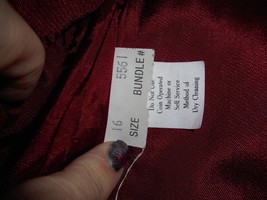 5561 BUNDLE#
16 SIZE
Do Not Use
Coin Operated
Machine or
Self Service
Method of
Dry Cleaning